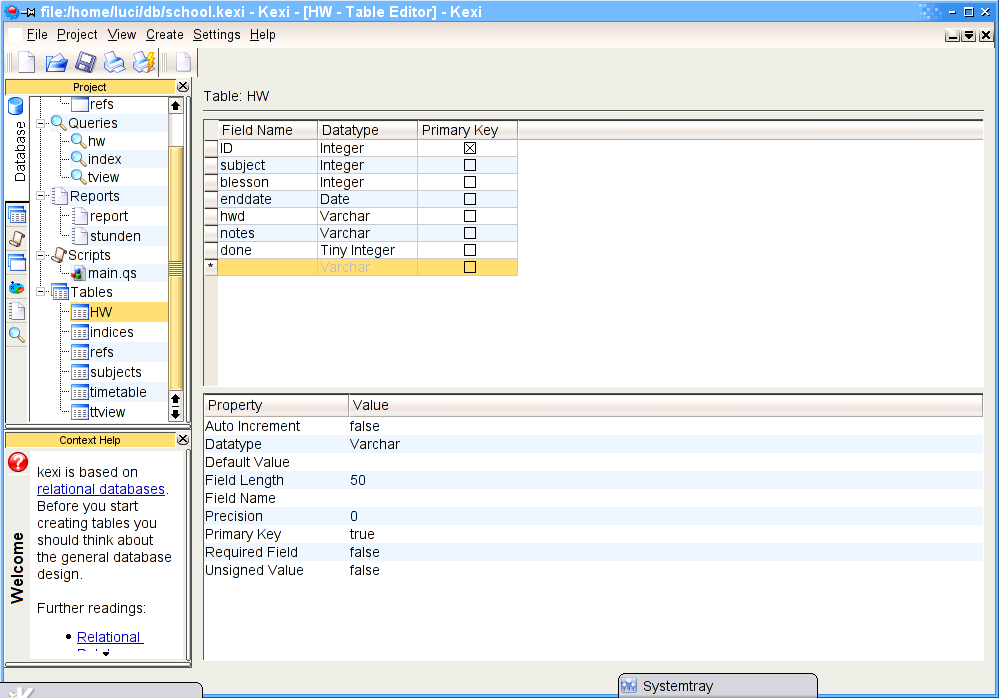 file:/home/luci/db/school.kexi - Kexi - [HW - Table Editor] - Kexi
File Project View Create Settings Help
Project
Database
refs
Queries
hw
index
tview
Reports
report
stunden
Scripts
main.qs
Tables
HW
indices
refs
subjects
timetable
ttview
Table: HW
Field Name Datatype Primary Key
ID Integer
subject Integer
blesson Integer
enddate Date
hwd Varchar
notes Varchar
done Tiny Integer
* Varchar
Property Value
Auto Increment false
Datatype Varchar
Default Value
Field Length 50
Field Name
Precision 0
Primary Key true
Required Field false
Unsigned Value false
Context Help
Welcome
kexi is based on
relational databases.
Before you start
creating tables you
should think about
the general database
design.
Further readings:
• Relational
Systemtray